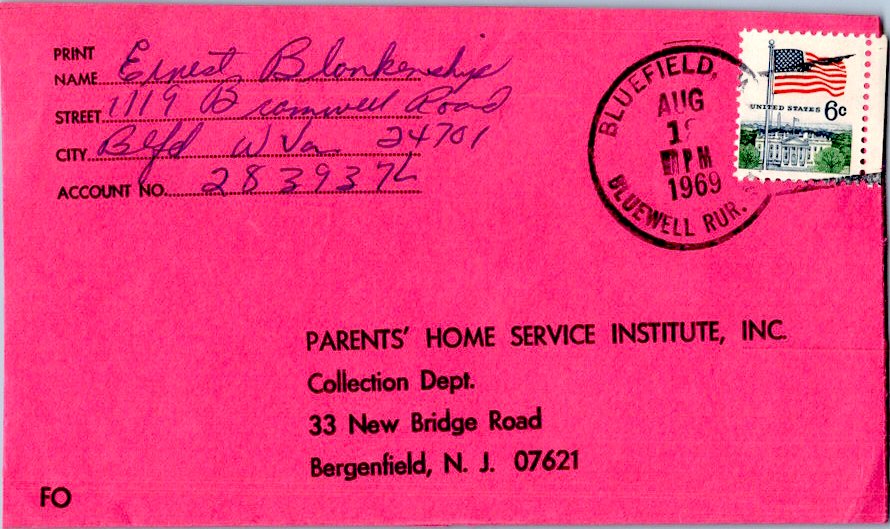 PRINT
NAME Ernest Blankenship
STREET 1119 Bramwell Road
CITY Blfd W Va 24701
ACCOUNT NO. 283937L
BLUEFIELD,
AUG
PM
1969
BLUEWELL RUR.
UNITED STATES 6c
PARENTS' HOME SERVICE INSTITUTE, INC.
Collection Dept.
33 New Bridge Road
Bergenfield, N. J. 07621
FO